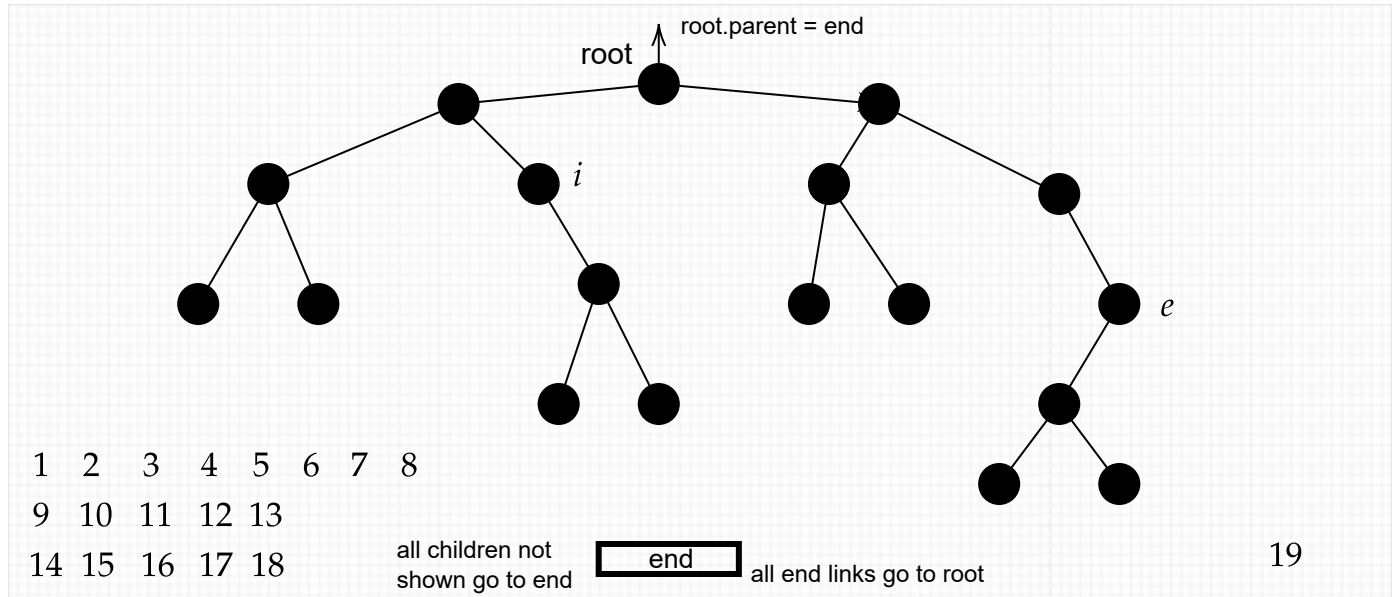 root.parent = end
root
i
e
1 2 3 4 5 6 7 8
9 10 11 12 13
14 15 16 17 18
all children not
shown go to end
end
all end links go to root
19